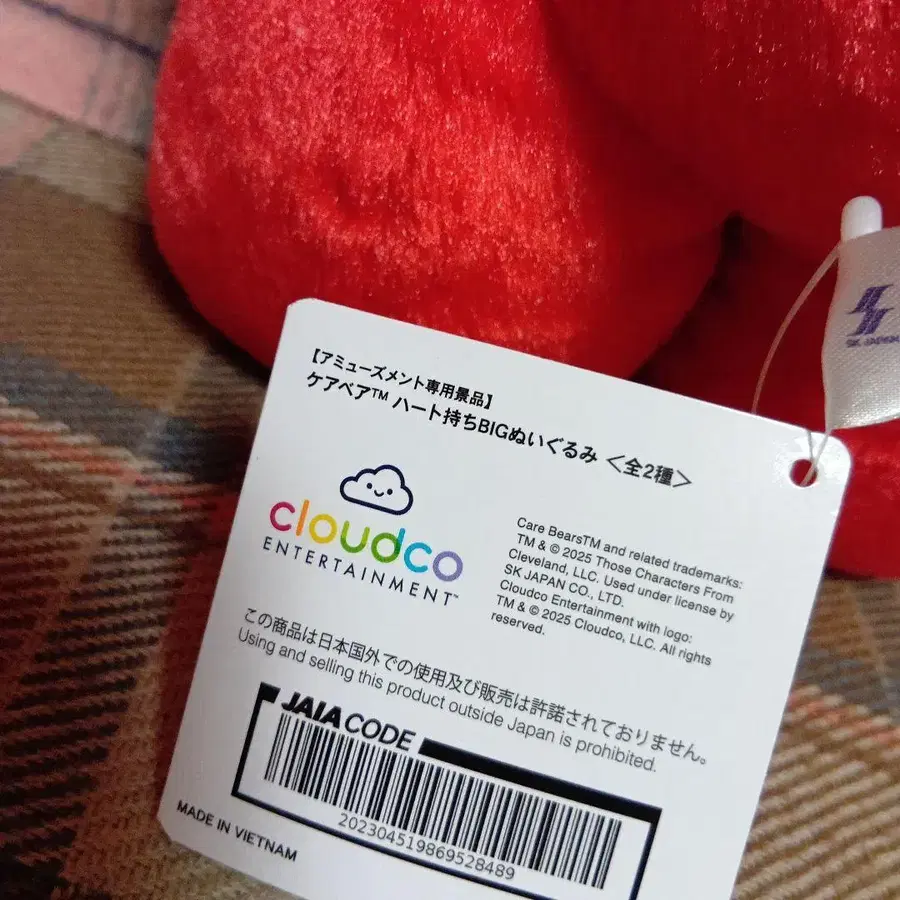 【アミューズメント専用景品】
ケアベア™ ハート持ちBIGぬいぐるみ <全2種>
cloudco
ENTERTAINMENT™
Care BearsTM and related trademarks:
TM & © 2025 Those Characters From
Cleveland, LLC. Used under license by
SK JAPAN CO., LTD.
Cloudco Entertainment with logo:
TM & © 2025 Cloudco, LLC. All rights
reserved.
この商品は日本国外での使用及び販売は許諾されておりません。
Using and selling this product outside Japan is prohibited.
JAIA CODE
202304519869528489
MADE IN VIETNAM
SK JAPAN